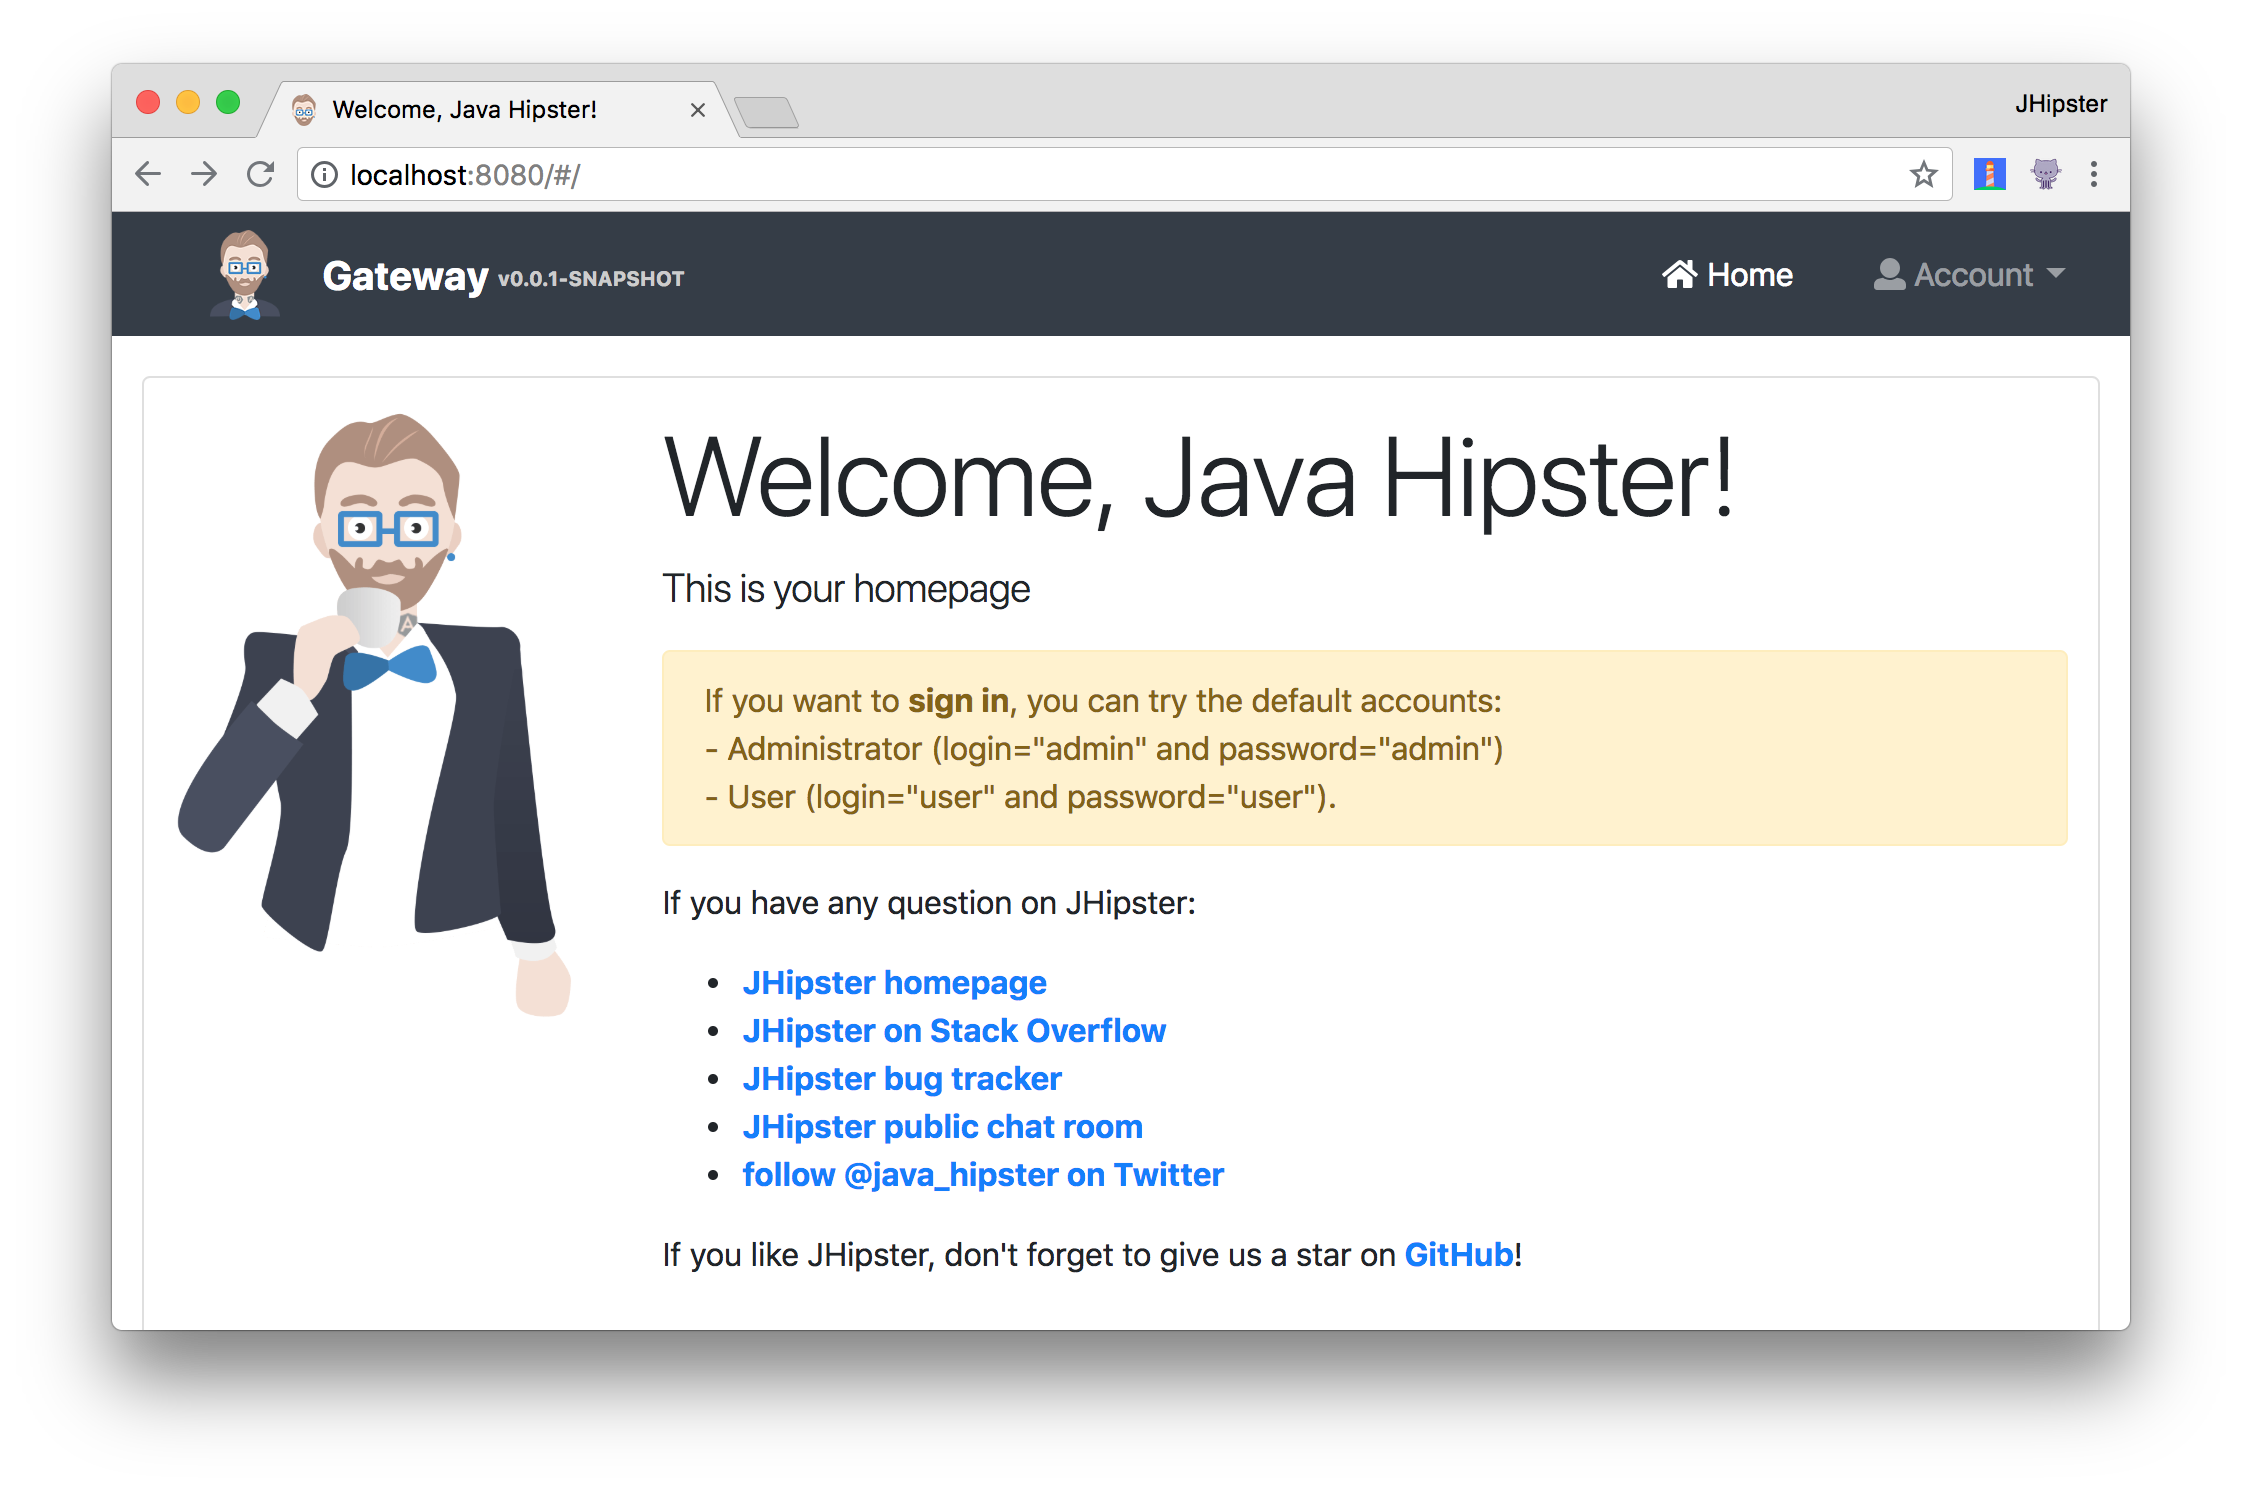 Welcome, Java Hipster!
JHipster
localhost:8080/#/
Gateway v0.0.1-SNAPSHOT
Home
Account
Welcome, Java Hipster!
This is your homepage
If you want to sign in, you can try the default accounts:
- Administrator (login="admin" and password="admin")
- User (login="user" and password="user").
If you have any question on JHipster:
• JHipster homepage
• JHipster on Stack Overflow
• JHipster bug tracker
• JHipster public chat room
• follow @java_hipster on Twitter
If you like JHipster, don't forget to give us a star on GitHub!